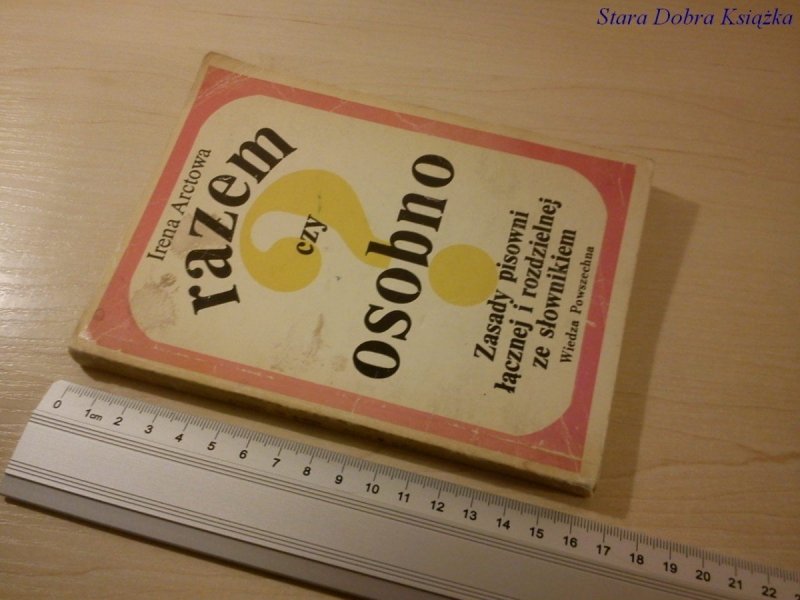 Stara Dobra Książka
Irena Arctowa
razem
czy
osobno
Zasady pisowni
łącznej i rozdzielnej
ze słownikiem
Wiedza Powszechna
0 1cm 2 3 4 5 6 7 8 9 10 11 12 13 14 15 16 17 18 19 20 21 22